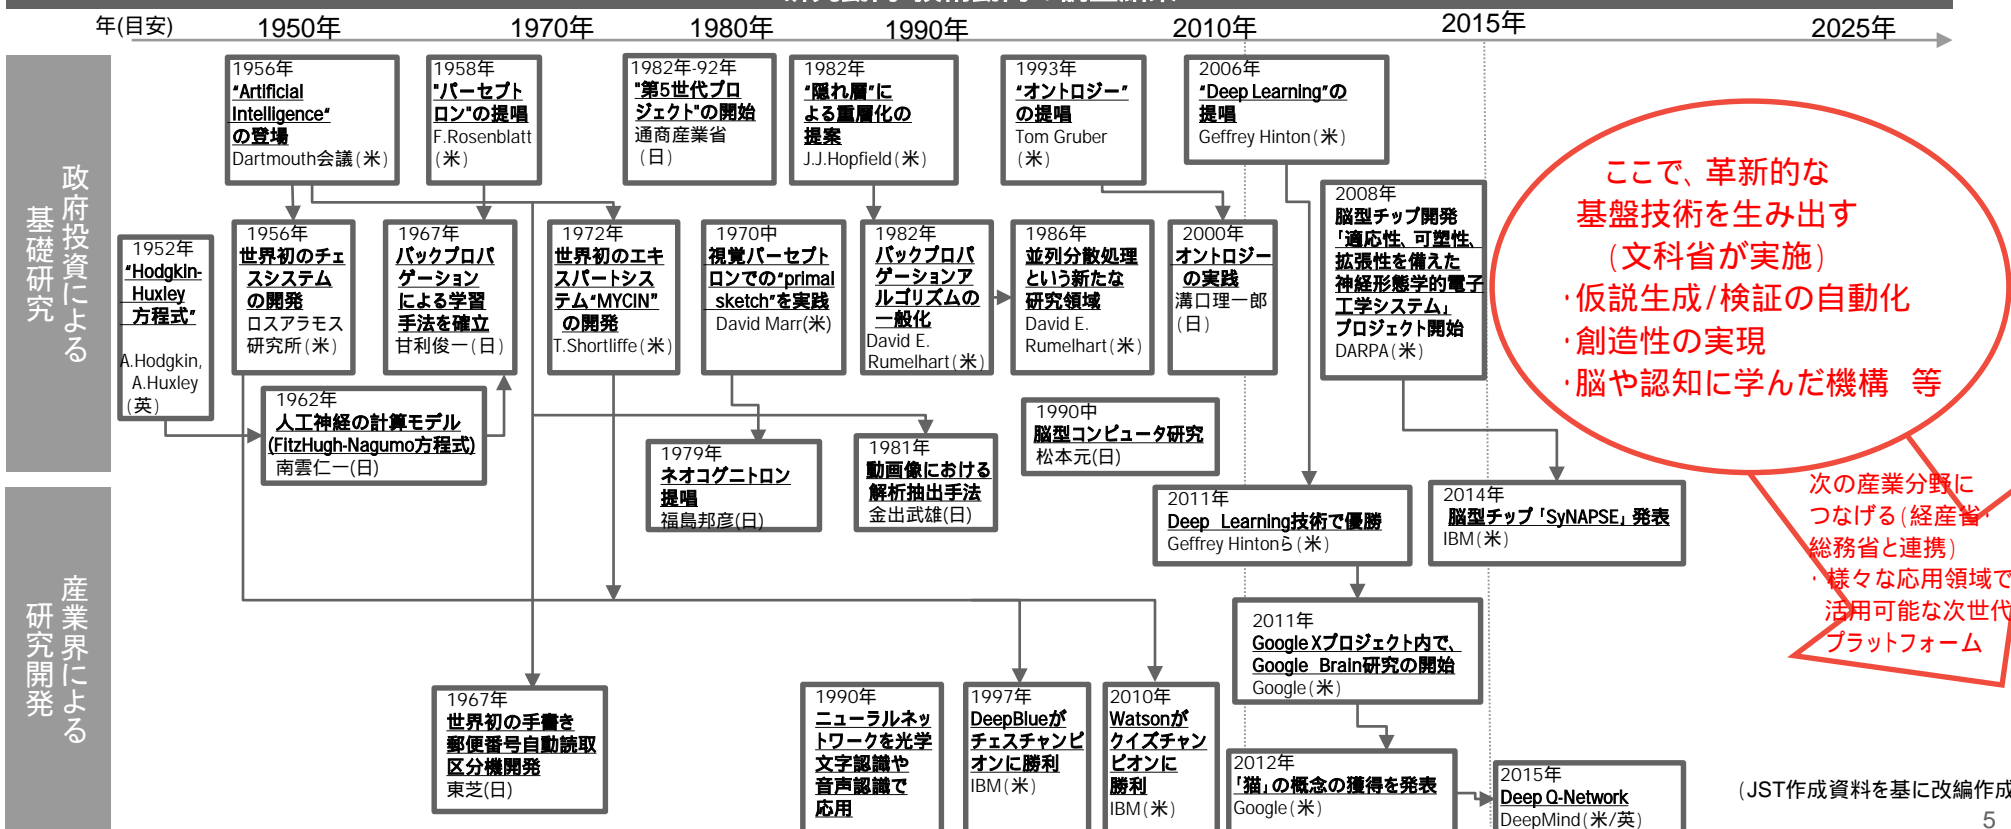 年(目安)
1950年
1970年
1980年
1990年
2010年
2015年
2025年
政府投資による
基礎研究
1956年
“Artificial
Intelligence“
の登場
Dartmouth会議(米)
1958年
”パーセプト
ロン”の提唱
F.Rosenblatt
(米)
1982年-92年
”第5世代プロ
ジェクト”の開始
通商産業省
(日)
1982年
“隠れ層”に
よる重層化の
提案
J.J.Hopfield(米)
1993年
“オントロジー”
の提唱
Tom Gruber
(米)
2006年
“Deep Learning”の
提唱
Geffrey Hinton(米)
1952年
“Hodgkin-
Huxley
方程式”
A.Hodgkin,
A.Huxley
(英)
1956年
世界初のチェ
スシステム
の開発
ロスアラモス
研究所(米)
1967年
バックプロパ
ゲーション
による学習
手法を確立
甘利俊一(日)
1972年
世界初のエキ
スパートシス
テム“MYCIN”
の開発
T.Shortliffe(米)
1970中
視覚パーセプト
ロンでの“primal
sketch”を実践
David Marr(米)
1982年
バックプロパ
ゲーションア
ルゴリズムの
一般化
David E.
Rumelhart(米)
1986年
並列分散処理
という新たな
研究領域
David E.
Rumelhart(米)
2000年
オントロジー
の実践
溝口理一郎
(日)
2008年
脳型チップ開発
「適応性、可塑性、
拡張性を備えた
神経形態学的電子
工学システム」
プロジェクト開始
DARPA(米)
1962年
人工神経の計算モデル
(FitzHugh-Nagumo方程式)
南雲仁一(日)
1979年
ネオコグニトロン
提唱
福島邦彦(日)
1981年
動画像における
解析抽出手法
金出武雄(日)
1990中
脳型コンピュータ研究
松本元(日)
2011年
Deep Learning技術で優勝
Geffrey Hintonら(米)
2014年
脳型チップ「SyNAPSE」発表
IBM(米)
ここで、革新的な
基盤技術を生み出す
(文科省が実施)
・仮説生成/検証の自動化
・創造性の実現
・脳や認知に学んだ機構 等
次の産業分野に
つなげる(経産省・
総務省と連携)
・様々な応用領域で
活用可能な次世代
プラットフォーム
産業界による
研究開発
2011年
Google Xプロジェクト内で、
Google Brain研究の開始
Google(米)
1967年
世界初の手書き
郵便番号自動読取
区分機開発
東芝(日)
1990年
ニューラルネッ
トワークを光学
文字認識や
音声認識で
応用
1997年
DeepBlueが
チェスチャンピ
オンに勝利
IBM(米)
2010年
Watsonが
クイズチャン
ピオンに
勝利
IBM(米)
2012年
「猫」の概念の獲得を発表
Google(米)
2015年
Deep Q-Network
DeepMind(米/英)
(JST作成資料を基に改編作成
5